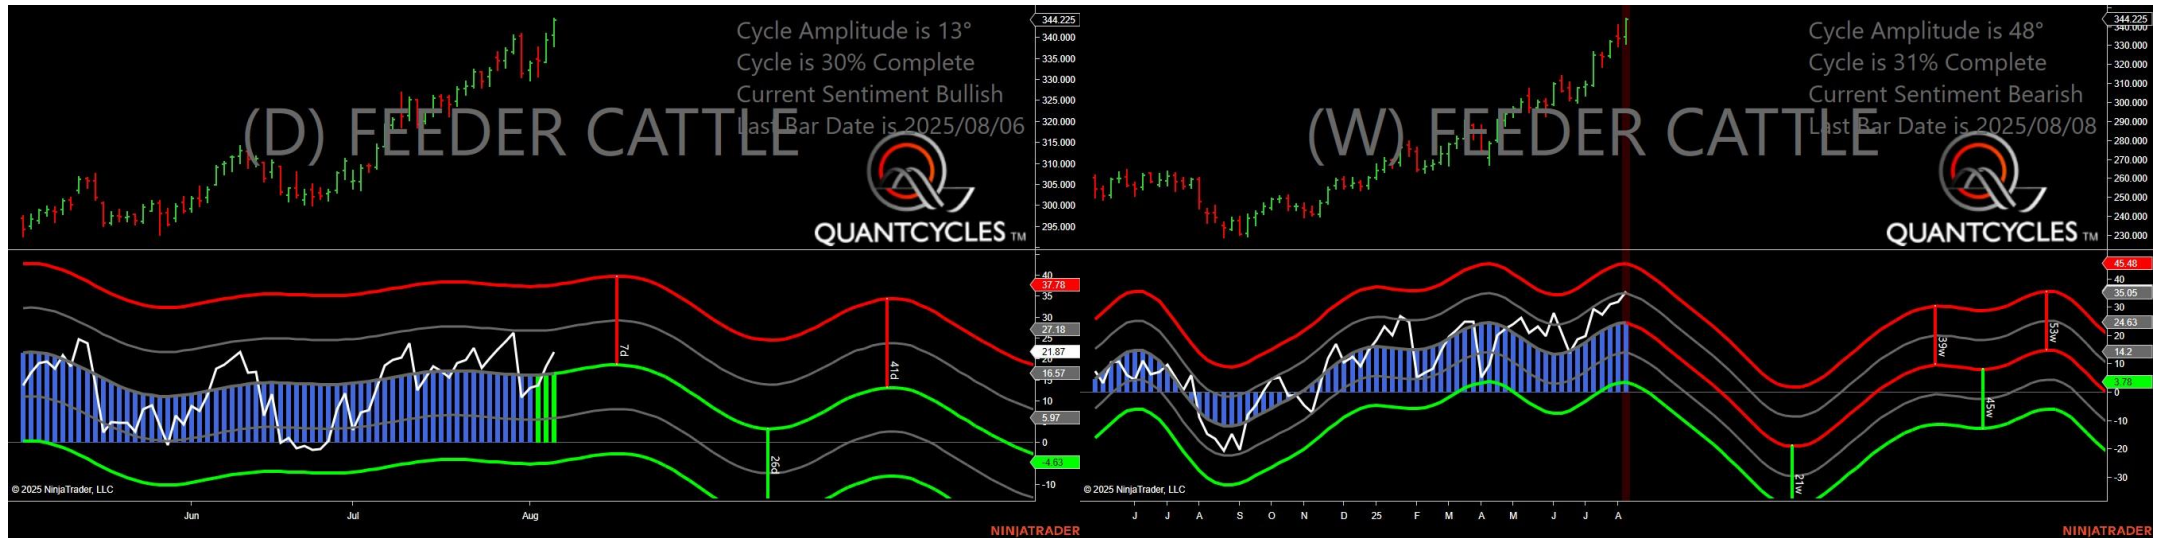 Cycle Amplitude is 13°
Cycle is 30% Complete
Current Sentiment Bullish
Last Bar Date is 2025/08/06
(D) FEEDER CATTLE
QUANTCYCLES TM
344.225
340.000
335.000
330.000
325.000
320.000
315.000
310.000
305.000
300.000
295.000
40
37.78
35
30
27.18
25
21.87
20
16.57
15
10
5.97
0
-4.63
-10
7d
26d
41d
© 2025 NinjaTrader, LLC
Jun
Jul
Aug
NINJATRADER
Cycle Amplitude is 48°
Cycle is 31% Complete
Current Sentiment Bearish
Last Bar Date is 2025/08/08
(W) FEEDER CATTLE
QUANTCYCLES TM
344.225
340.000
330.000
320.000
310.000
300.000
290.000
280.000
270.000
260.000
250.000
240.000
230.000
45.48
40
35.05
30
24.63
20
14.2
10
3.78
0
-10
-20
-30
21w
39w
45w
53w
© 2025 NinjaTrader, LLC
J J A S O N D 25 F M A M J J A
NINJATRADER